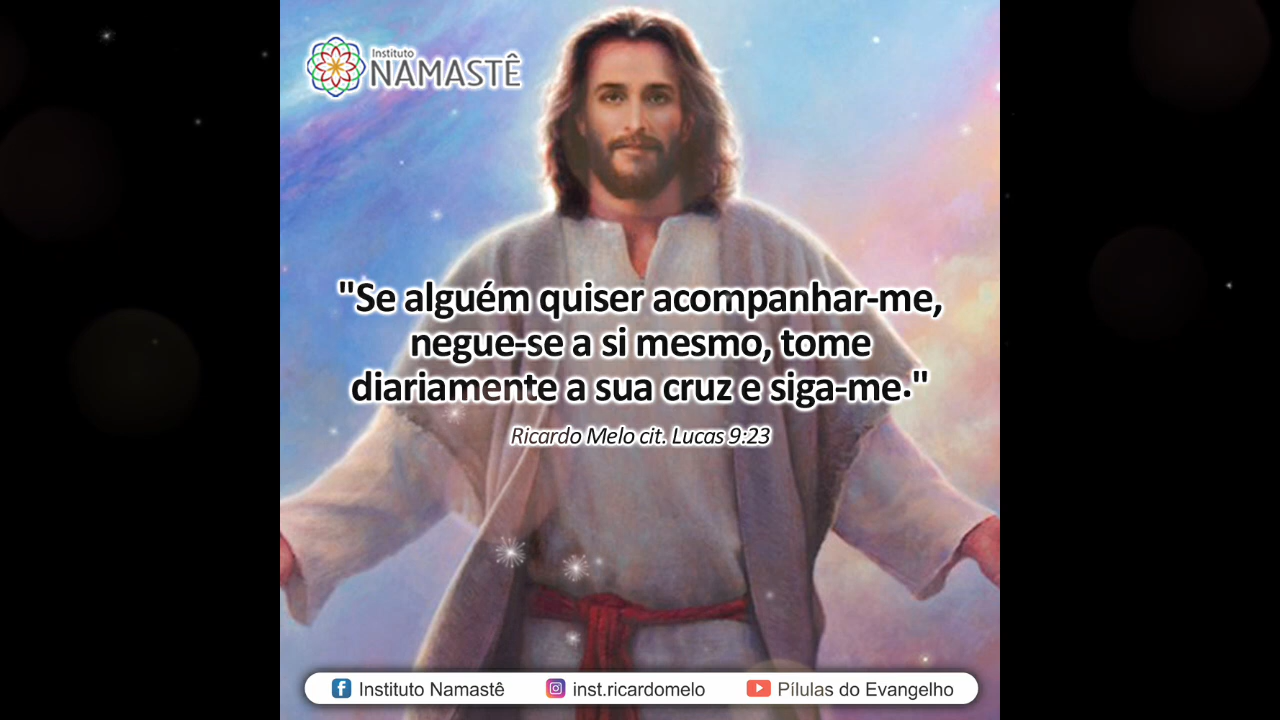 Instituto
NAMASTÊ
"Se alguém quiser acompanhar-me,
negue-se a si mesmo, tome
diariamente a sua cruz e siga-me."
Ricardo Melo cit. Lucas 9:23
Instituto Namastê inst.ricardomelo Pílulas do Evangelho